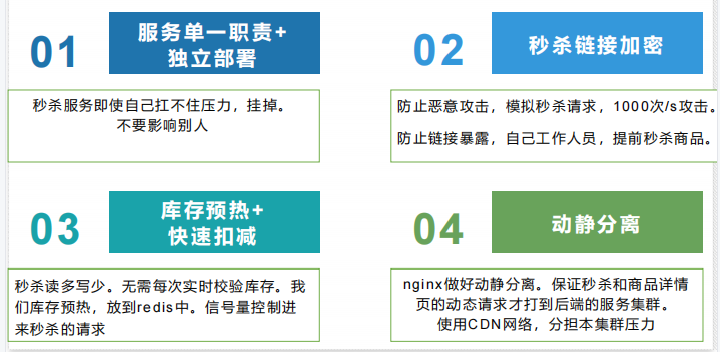 01
服务单一职责+
独立部署
秒杀服务即使自己扛不住压力，挂掉。
不要影响别人
02
秒杀链接加密
防止恶意攻击，模拟秒杀请求，1000次/s攻击。
防止链接暴露，自己工作人员，提前秒杀商品。
03
库存预热+
快速扣减
秒杀读多写少。无需每次实时校验库存。我
们库存预热，放到redis中。信号量控制进
来秒杀的请求
04
动静分离
nginx做好动静分离。保证秒杀和商品详情
页的动态请求才打到后端的服务集群。
使用CDN网络，分担本集群压力